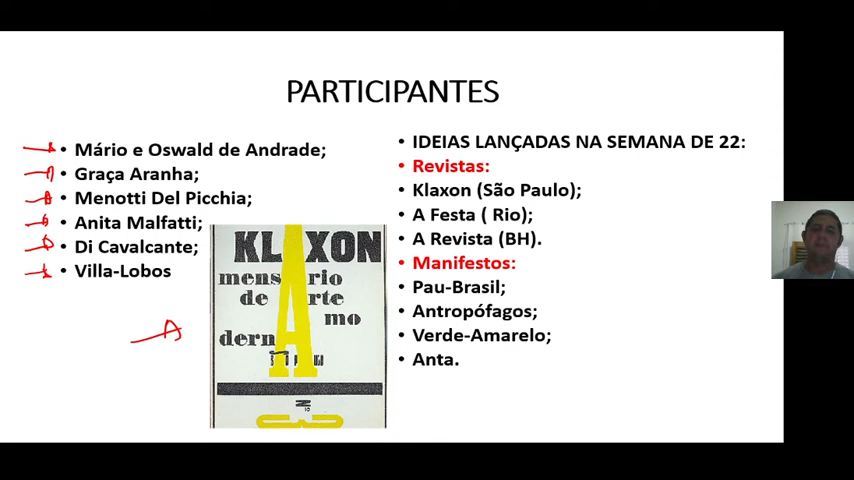 PARTICIPANTES
• Mário e Oswald de Andrade;
• Graça Aranha;
• Menotti Del Picchia;
• Anita Malfatti;
• Di Cavalcante;
• Villa-Lobos
A
KLAXON
mensario
de Arte
mo
derna
• IDEIAS LANÇADAS NA SEMANA DE 22:
• Revistas:
• Klaxon (São Paulo);
• A Festa ( Rio);
• A Revista (BH).
• Manifestos:
• Pau-Brasil;
• Antropófagos;
• Verde-Amarelo;
• Anta.